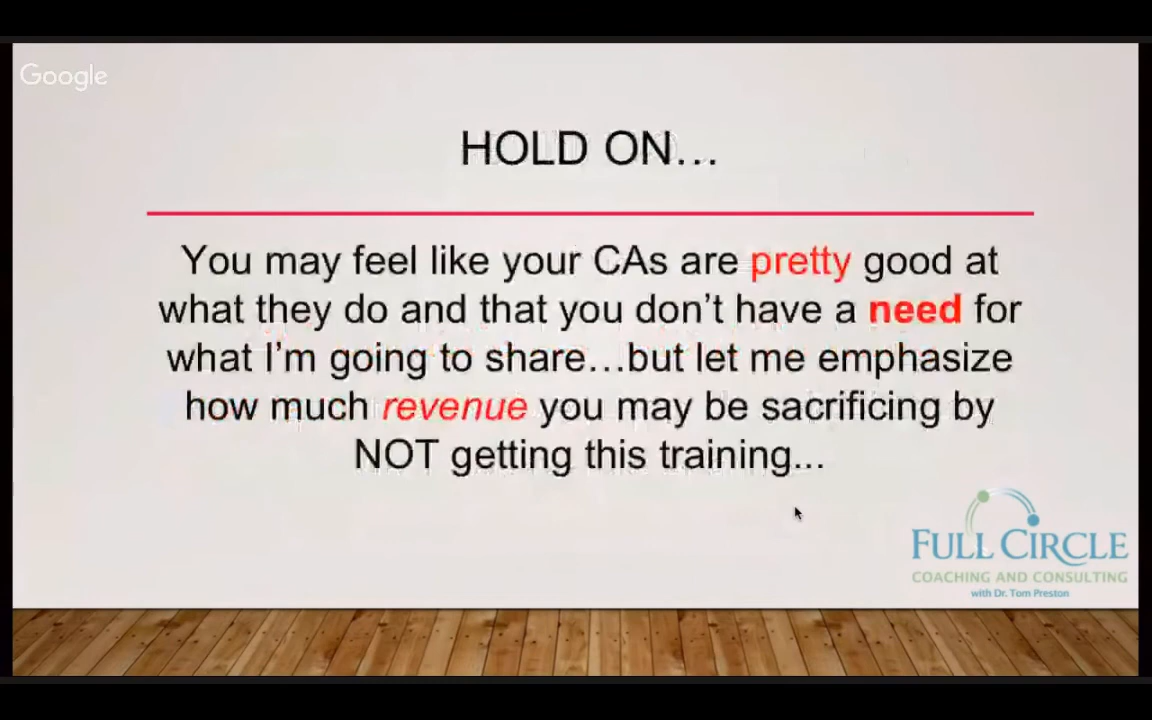 Google
HOLD ON...
You may feel like your CAs are pretty good at
what they do and that you don't have a need for
what I'm going to share...but let me emphasize
how much revenue you may be sacrificing by
NOT getting this training...
FULL CIRCLE
COACHING AND CONSULTING
with Dr. Tom Preston